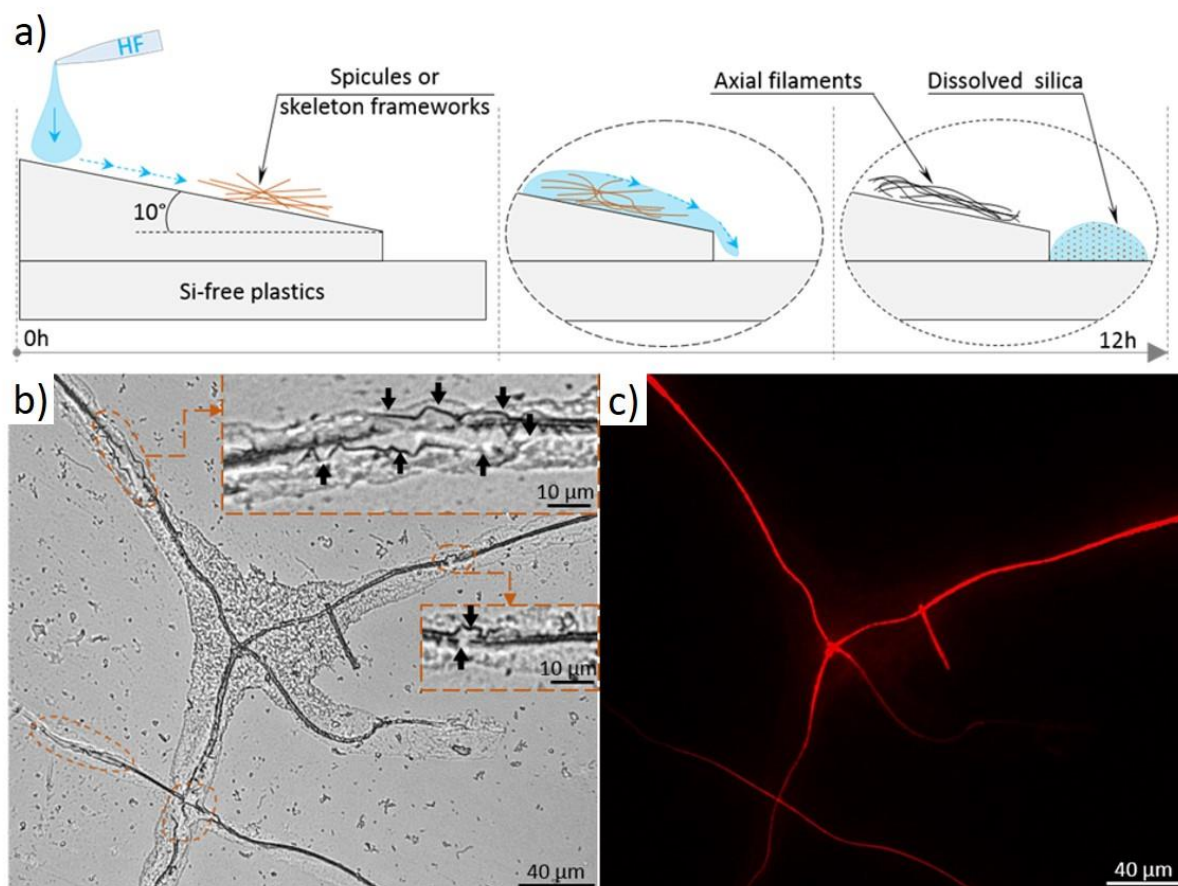 a)
HF
Spicules or
skeleton frameworks
Axial filaments
Dissolved silica
10°
Si-free plastics
0h
12h
b)
10 µm
10 µm
40 µm
c)
40 µm